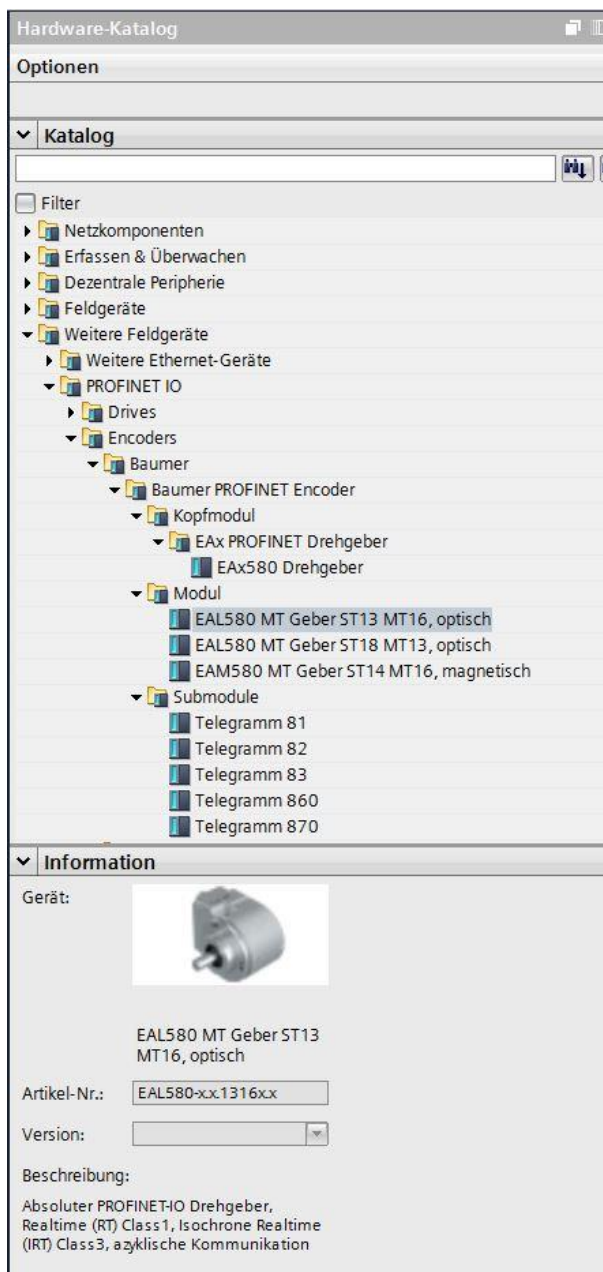 Hardware-Katalog
Optionen
Katalog
Filter
Netzkomponenten
Erfassen & Überwachen
Dezentrale Peripherie
Feldgeräte
Weitere Feldgeräte
Weitere Ethernet-Geräte
PROFINET IO
Drives
Encoders
Baumer
Baumer PROFINET Encoder
Kopfmodul
EAx PROFINET Drehgeber
EAx580 Drehgeber
Modul
EAL580 MT Geber ST13 MT16, optisch
EAL580 MT Geber ST18 MT13, optisch
EAM580 MT Geber ST14 MT16, magnetisch
Submodule
Telegramm 81
Telegramm 82
Telegramm 83
Telegramm 860
Telegramm 870
Information
Gerät:
EAL580 MT Geber ST13
MT16, optisch
Artikel-Nr.: EAL580-xx.1316x.x
Version:
Beschreibung:
Absoluter PROFINET-IO Drehgeber,
Realtime (RT) Class1, Isochrone Realtime
(IRT) Class3, azyklische Kommunikation